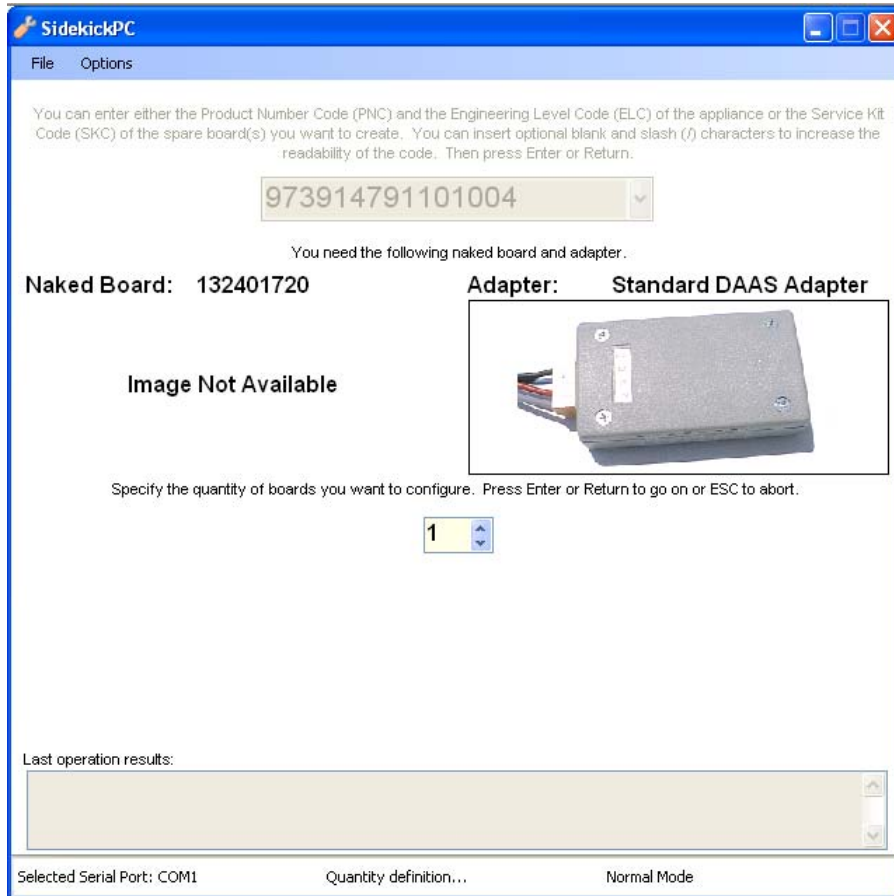 SidekickPC
File Options
You can enter either the Product Number Code (PNC) and the Engineering Level Code (ELC) of the appliance or the Service Kit
Code (SKC) of the spare board(s) you want to create. You can insert optional blank and slash (/) characters to increase the
readability of the code. Then press Enter or Return.
973914791101004
You need the following naked board and adapter.
Naked Board: 132401720 Adapter: Standard DAAS Adapter
Image Not Available
Specify the quantity of boards you want to configure. Press Enter or Return to go on or ESC to abort.
1
Last operation results:
Selected Serial Port: COM1 Quantity definition... Normal Mode